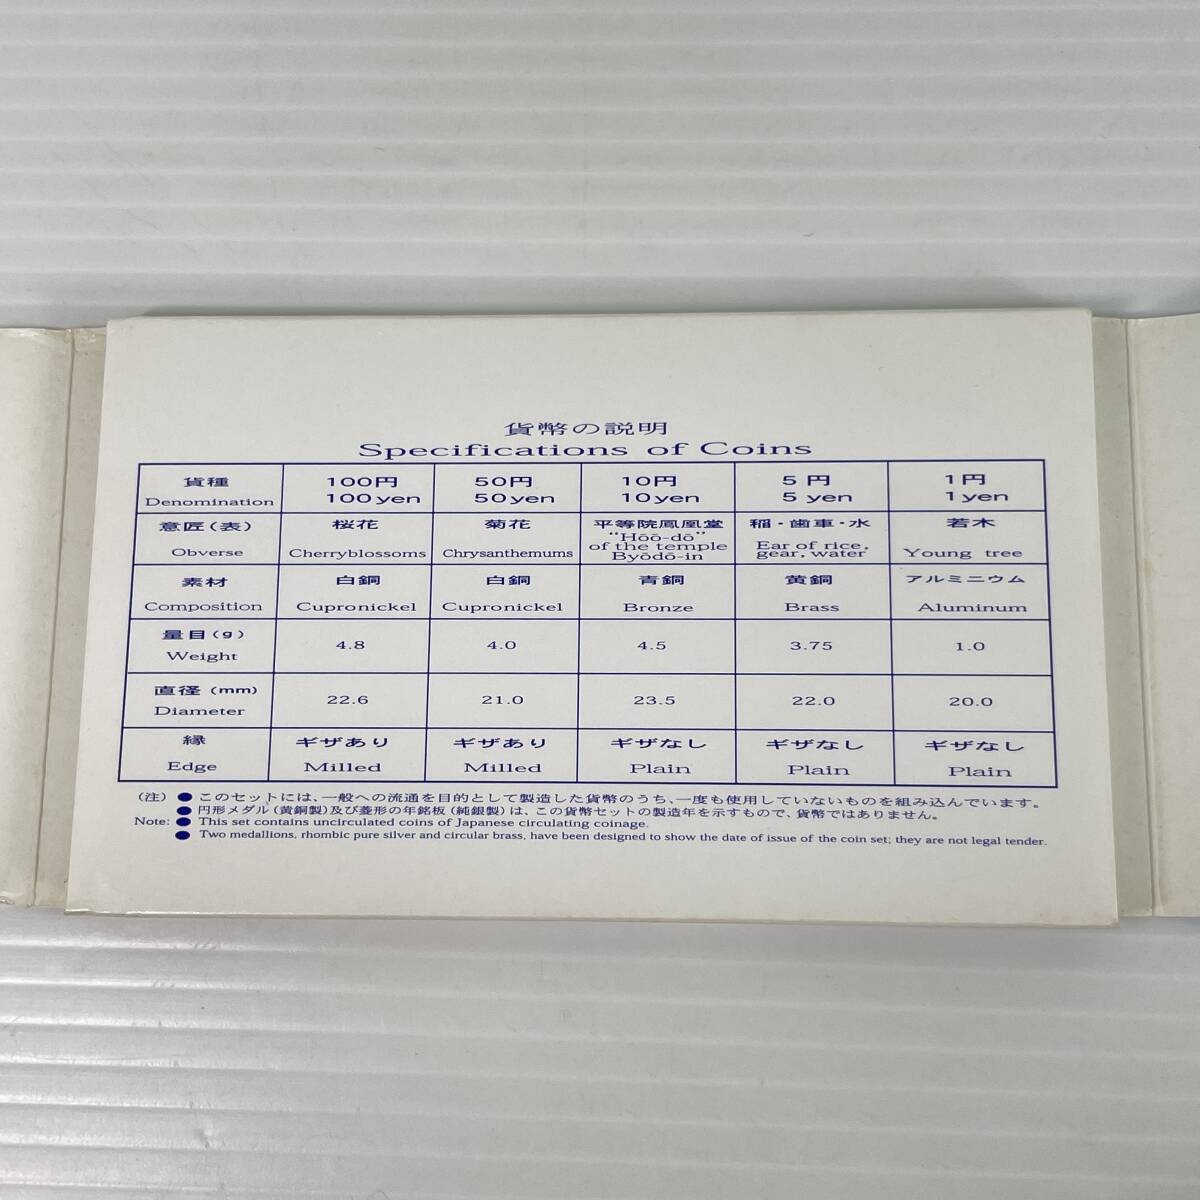 貨幣の説明
Specifications of Coins
貨種 100円 50円 10円 5円 1円
Denomination 100yen 50yen 10yen 5yen 1yen
意匠(表) 桜花 菊花 平等院鳳凰堂 稲・歯車・水 若木
Obverse Cherryblossoms Chrysanthemums "Hōō-dō" of the temple Byōdō-in Ear of rice, gear, water Young tree
素材 白銅 白銅 青銅 黄銅 アルミニウム
Composition Cupronickel Cupronickel Bronze Brass Aluminum
量目(g)
Weight 4.8 4.0 4.5 3.75 1.0
直径(mm)
Diameter 22.6 21.0 23.5 22.0 20.0
縁 ギザあり ギザあり ギザなし ギザなし ギザなし
Edge Milled Milled Plain Plain Plain
(注) ● このセットには、一般への流通を目的として製造した貨幣のうち、一度も使用していないものを組み込んでいます。
● 円形メダル(黄銅製)及び菱形の年銘板(純銀製)は、この貨幣セットの製造年を示すもので、貨幣ではありません。
Note: ● This set contains uncirculated coins of Japanese circulating coinage.
● Two medallions, rhombic pure silver and circular brass, have been designed to show the date of issue of the coin set; they are not legal tender.